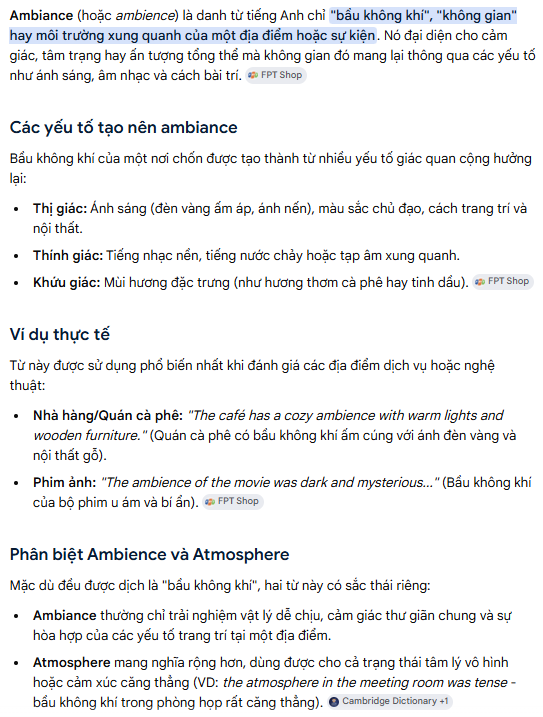 Ambiance (hoặc ambience) là danh từ tiếng Anh chỉ "bầu không khí", "không gian"
hay môi trường xung quanh của một địa điểm hoặc sự kiện. Nó đại diện cho cảm
giác, tâm trạng hay ấn tượng tổng thể mà không gian đó mang lại thông qua các yếu tố
như ánh sáng, âm nhạc và cách bài trí. FPT Shop
Các yếu tố tạo nên ambiance
Bầu không khí của một nơi chốn được tạo thành từ nhiều yếu tố giác quan cộng hưởng
lại:
• Thị giác: Ánh sáng (đèn vàng ấm áp, ánh nến), màu sắc chủ đạo, cách trang trí và
nội thất.
• Thính giác: Tiếng nhạc nền, tiếng nước chảy hoặc tạp âm xung quanh.
• Khứu giác: Mùi hương đặc trưng (như hương thơm cà phê hay tinh dầu). FPT Shop
Ví dụ thực tế
Từ này được sử dụng phổ biến nhất khi đánh giá các địa điểm dịch vụ hoặc nghệ
thuật:
• Nhà hàng/Quán cà phê: "The café has a cozy ambience with warm lights and
wooden furniture." (Quán cà phê có bầu không khí ấm cúng với ánh đèn vàng và
nội thất gỗ).
• Phim ảnh: "The ambience of the movie was dark and mysterious..." (Bầu không khí
của bộ phim u ám và bí ẩn). FPT Shop
Phân biệt Ambience và Atmosphere
Mặc dù đều được dịch là "bầu không khí", hai từ này có sắc thái riêng:
• Ambiance thường chỉ trải nghiệm vật lý dễ chịu, cảm giác thư giãn chung và sự
hòa hợp của các yếu tố trang trí tại một địa điểm.
• Atmosphere mang nghĩa rộng hơn, dùng được cho cả trạng thái tâm lý vô hình
hoặc cảm xúc căng thẳng (VD: the atmosphere in the meeting room was tense -
bầu không khí trong phòng họp rất căng thẳng). Cambridge Dictionary +1